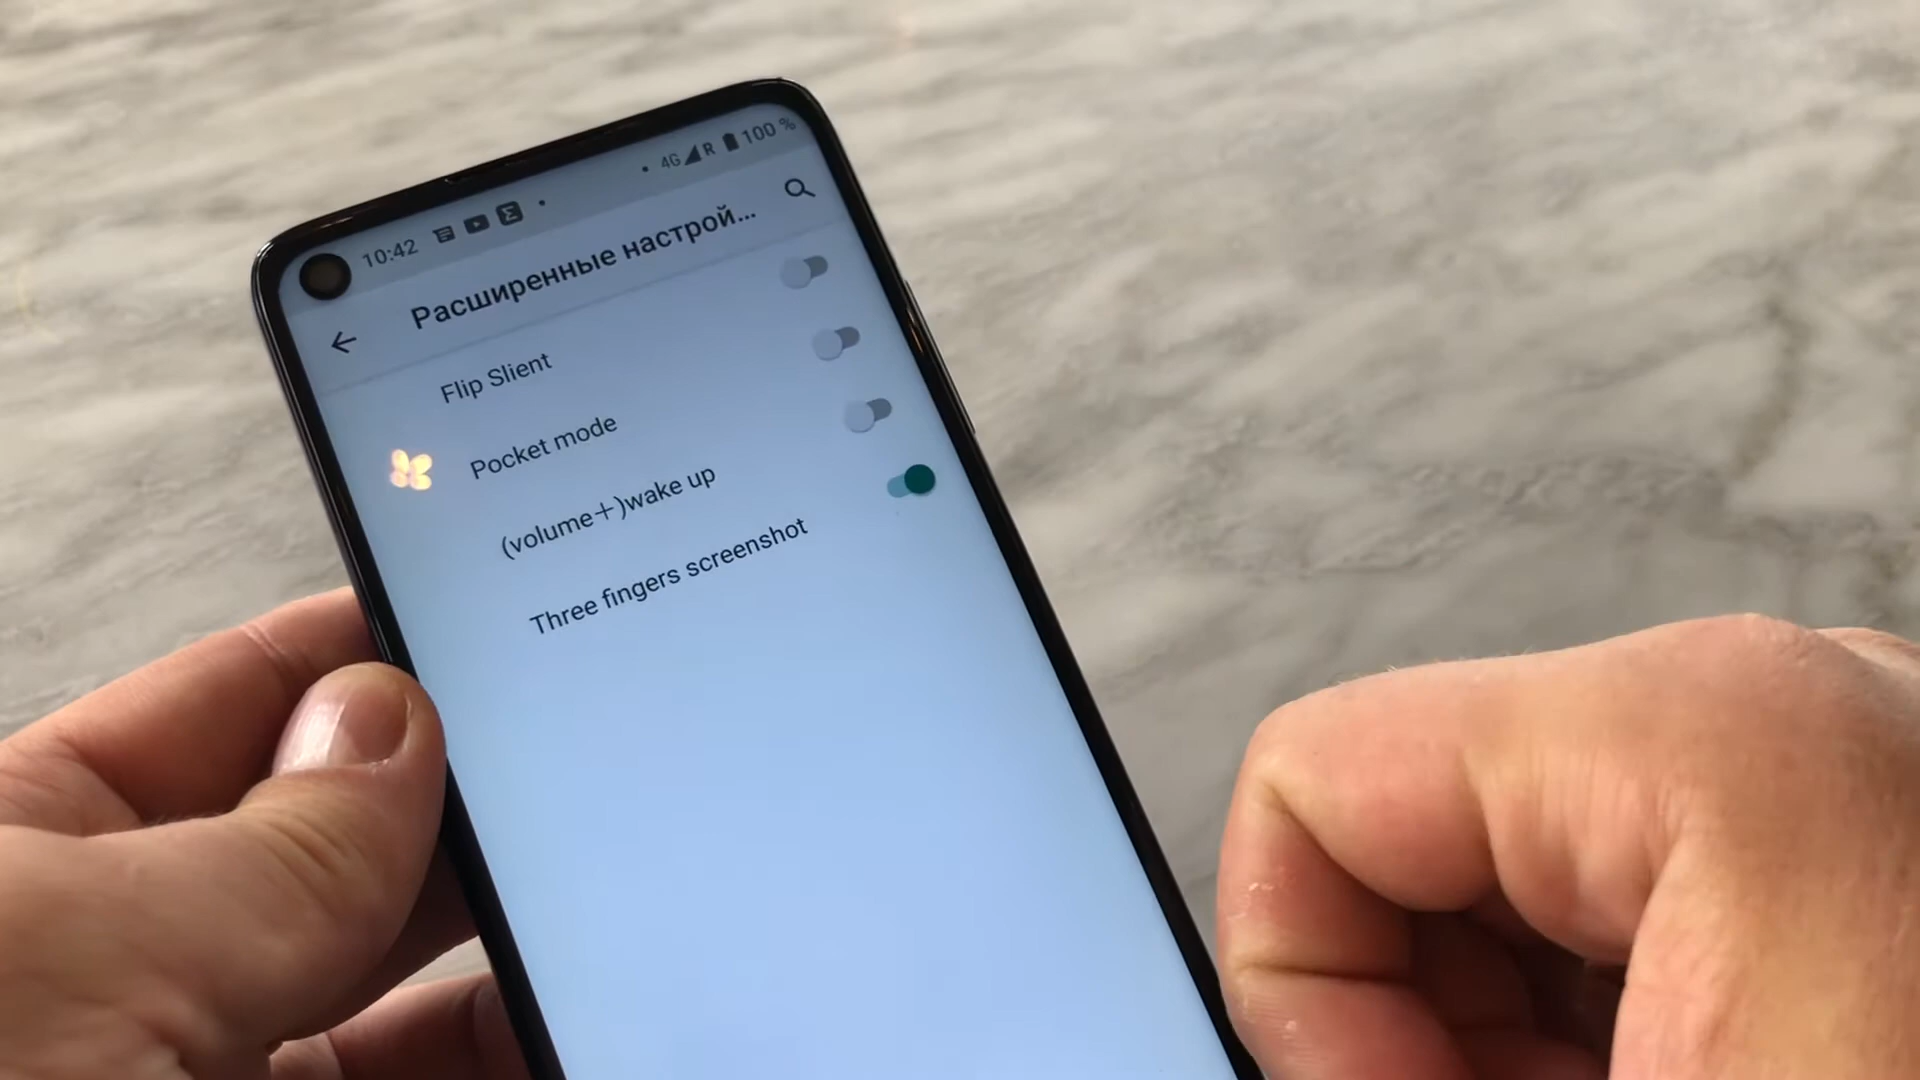 10:42 4G R 100 %
Расширенные настрой...
Flip Slient
Pocket mode
(volume+)wake up
Three fingers screenshot